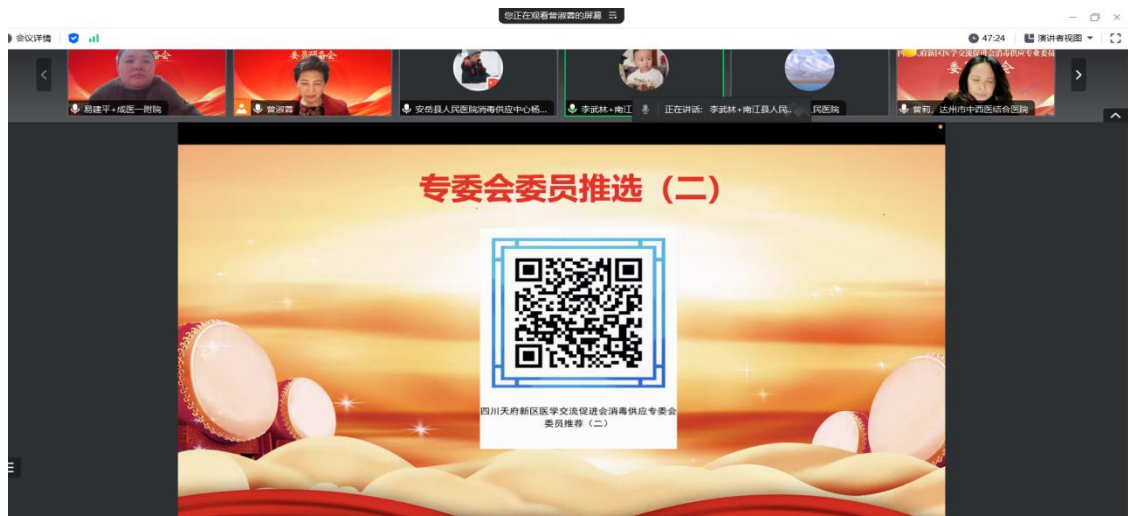 您正在观看曾淑蓉的屏幕
会议详情
47:24
演讲者视图
易建平+成医一附院
曾淑蓉
安岳县人民医院消毒供应中心杨...
李武林+南江
正在讲话: 李武林+南江县人民...
民医院
曾莉，达州市中西医结合医院
专委会委员推选（二）
四川天府新区医学交流促进会消毒供应专委会
委员推荐（二）